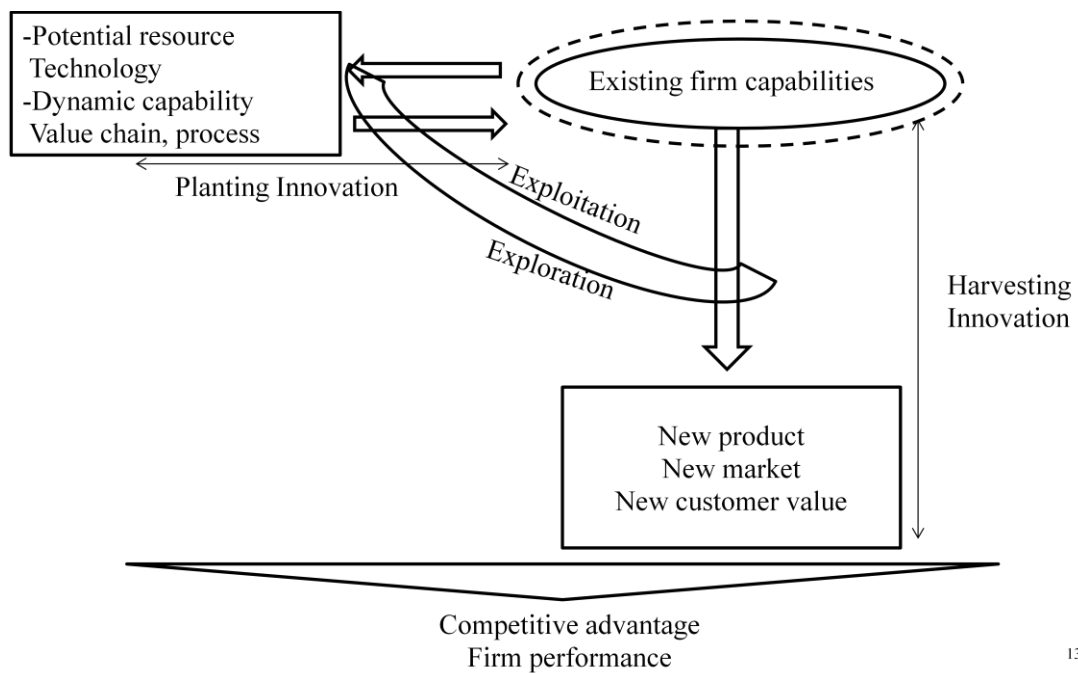 -Potential resource
Technology
-Dynamic capability
Value chain, process
Existing firm capabilities
Planting Innovation
Exploitation
Exploration
Harvesting
Innovation
New product
New market
New customer value
Competitive advantage
Firm performance
13